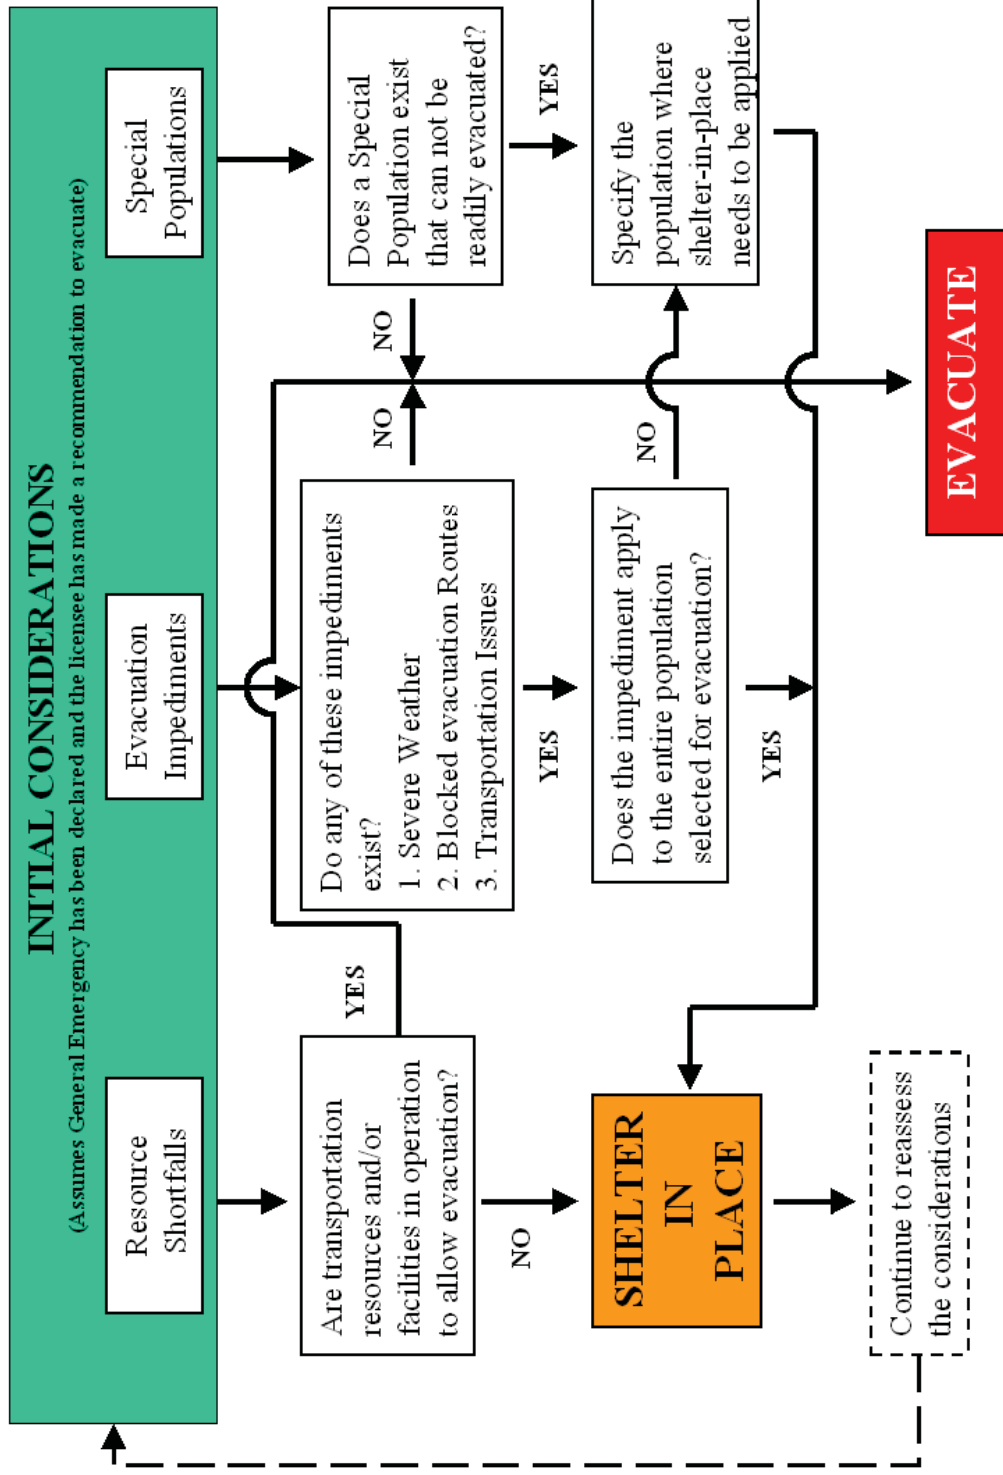 INITIAL CONSIDERATIONS
(Assumes General Emergency has been declared and the licensee has made a recommendation to evacuate)
Resource
Shortfalls
Evacuation
Impediments
Special
Populations
Are transportation
resources and/or
facilities in operation
to allow evacuation?
YES
NO
Do any of these impediments
exist?
1. Severe Weather
2. Blocked evacuation Routes
3. Transportation Issues
NO
YES
Does a Special
Population exist
that can not be
readily evacuated?
NO
YES
SHELTER
IN
PLACE
Does the impediment apply
to the entire population
selected for evacuation?
NO
YES
Specify the
population where
shelter-in-place
needs to be applied
Continue to reassess
the considerations
EVACUATE